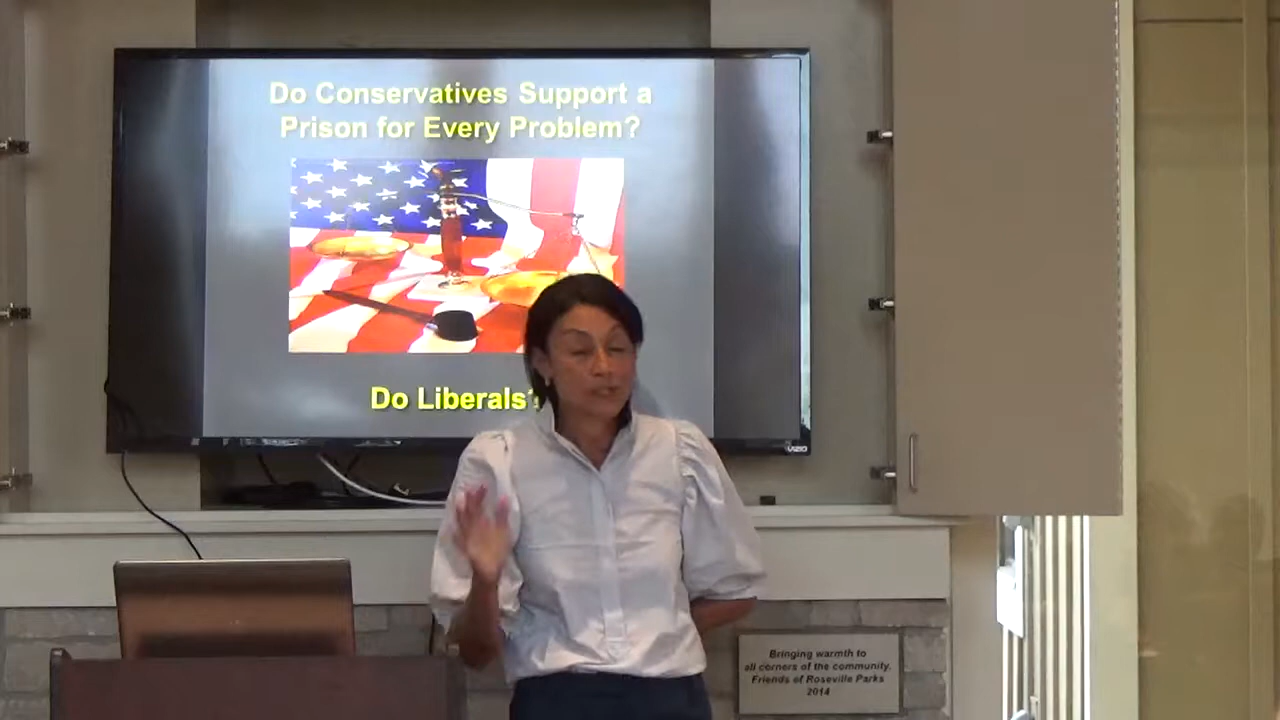 Do Conservatives Support a
Prison for Every Problem?
Do Liberals?
VIZIO
Bringing warmth to
all corners of the community.
Friends of Roseville Parks
2014